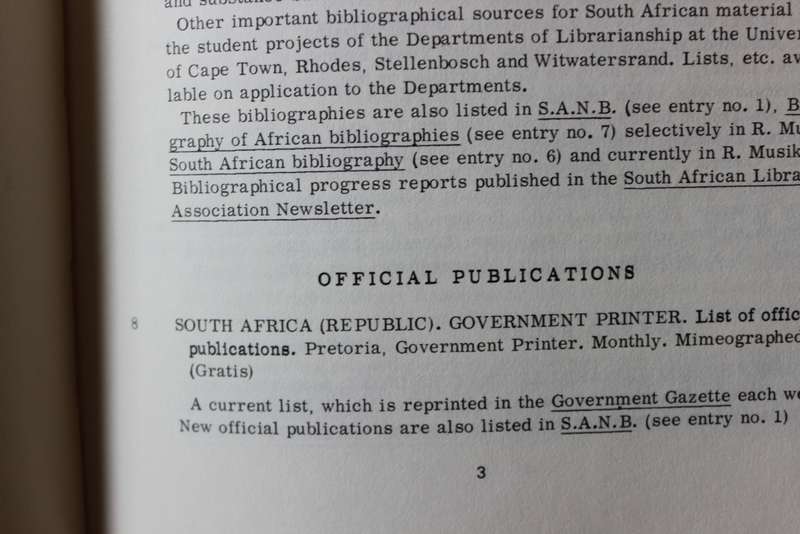 and substance
Other important bibliographical sources for South African material
the student projects of the Departments of Librarianship at the Univer
of Cape Town, Rhodes, Stellenbosch and Witwatersrand. Lists, etc. av
lable on application to the Departments.
These bibliographies are also listed in S.A.N.B. (see entry no. 1), B
graphy of African bibliographies (see entry no. 7) selectively in R. Mu
South African bibliography (see entry no. 6) and currently in R. Musik
Bibliographical progress reports published in the South African Libra
Association Newsletter.
OFFICIAL PUBLICATIONS
8 SOUTH AFRICA (REPUBLIC). GOVERNMENT PRINTER. List of offic
publications. Pretoria, Government Printer. Monthly. Mimeographed
(Gratis)
A current list, which is reprinted in the Government Gazette each we
New official publications are also listed in S.A.N.B. (see entry no. 1)
3